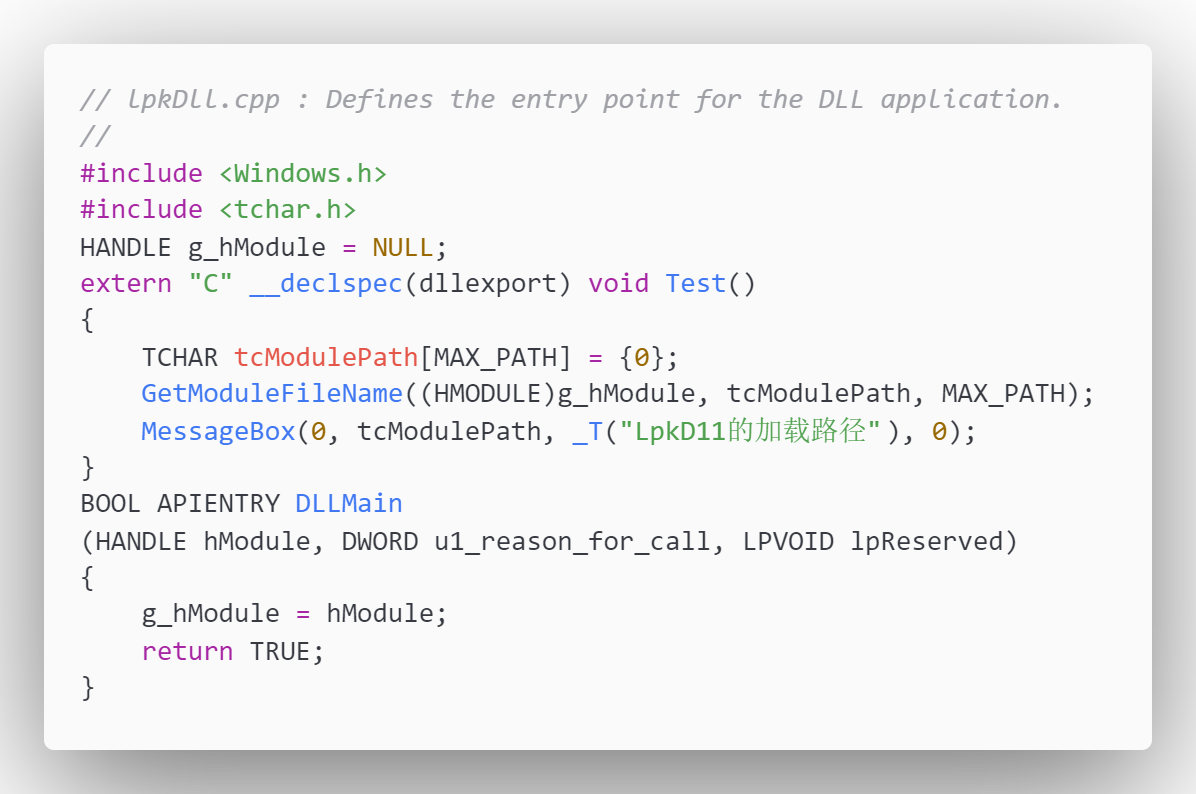 // lpkDll.cpp : Defines the entry point for the DLL application.
//
#include <Windows.h>
#include <tchar.h>
HANDLE g_hModule = NULL;
extern "C" __declspec(dllexport) void Test()
{
    TCHAR tcModulePath[MAX_PATH] = {0};
    GetModuleFileName((HMODULE)g_hModule, tcModulePath, MAX_PATH);
    MessageBox(0, tcModulePath, _T("LpkD11的加载路径"), 0);
}
BOOL APIENTRY DLLMain
(HANDLE hModule, DWORD u1_reason_for_call, LPVOID lpReserved)
{
    g_hModule = hModule;
    return TRUE;
}